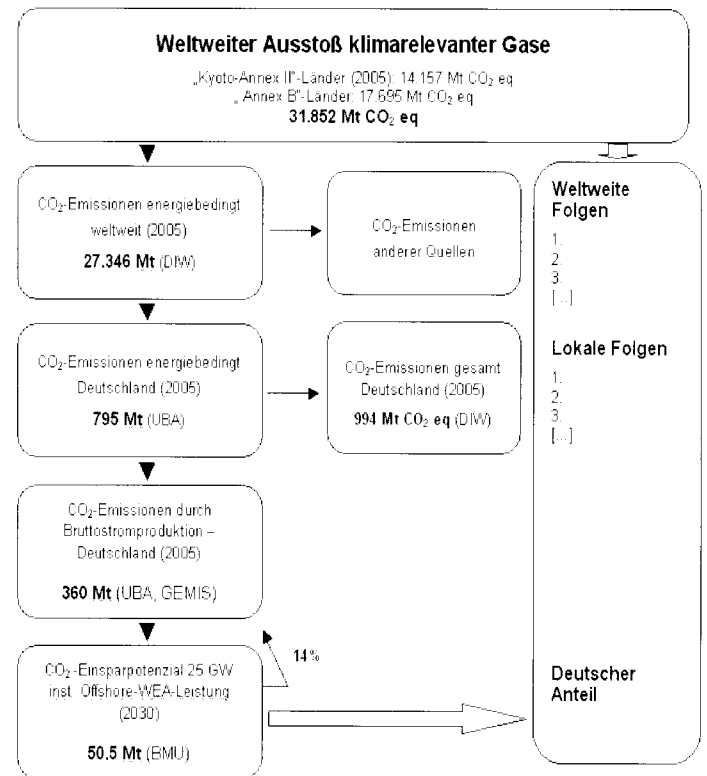 Weltweiter Ausstoß klimarelevanter Gase
„Kyoto-Annex II"-Länder (2005): 14.157 Mt CO₂ eq
„ Annex B"-Länder: 17.695 Mt CO₂ eq
31.852 Mt CO₂ eq
CO₂-Emissionen energiebedingt
weltweit (2005)
27.346 Mt (DIW)
CO₂-Emissionen
anderer Quellen
CO₂-Emissionen energiebedingt
Deutschland (2005)
795 Mt (UBA)
CO₂-Emissionen gesamt
Deutschland (2005)
994 Mt CO₂ eq (DIW)
CO₂-Emissionen durch
Bruttostromproduktion –
Deutschland (2005)
360 Mt (UBA, GEMIS)
14%
CO₂-Einsparpotenzial 25 GW
inst. Offshore-WEA-Leistung
(2030)
50.5 Mt (BMU)
Weltweite
Folgen
1.
2.
3.
[...]
Lokale Folgen
1.
2.
3.
[...]
Deutscher
Anteil